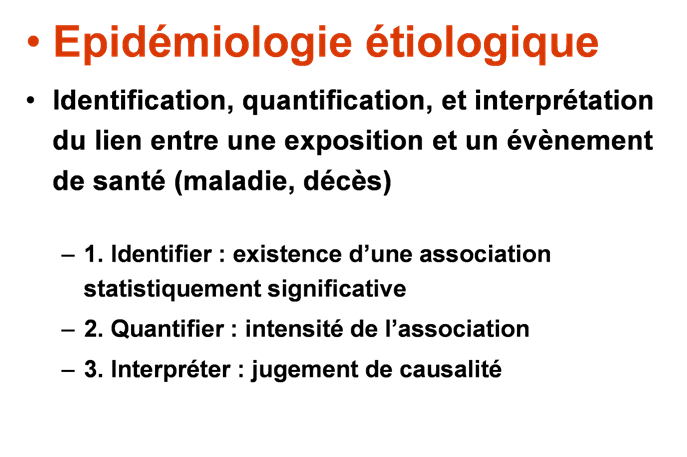 • Epidémiologie étiologique
• Identification, quantification, et interprétation
du lien entre une exposition et un évènement
de santé (maladie, décès)
– 1. Identifier : existence d’une association
statistiquement significative
– 2. Quantifier : intensité de l’association
– 3. Interpréter : jugement de causalité